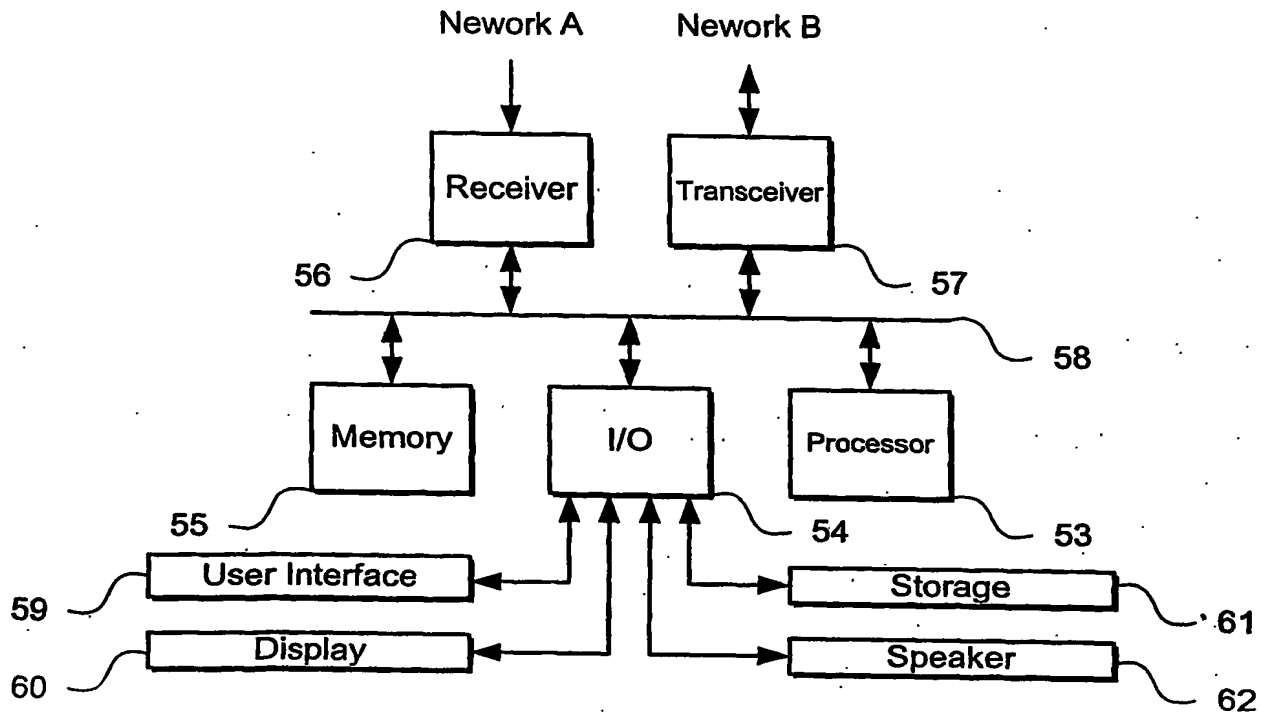 Nework A
Nework B
Receiver
Transceiver
56
57
58
Memory
I/O
Processor
55
54
53
User Interface
Storage
59
61
Display
Speaker
60
62